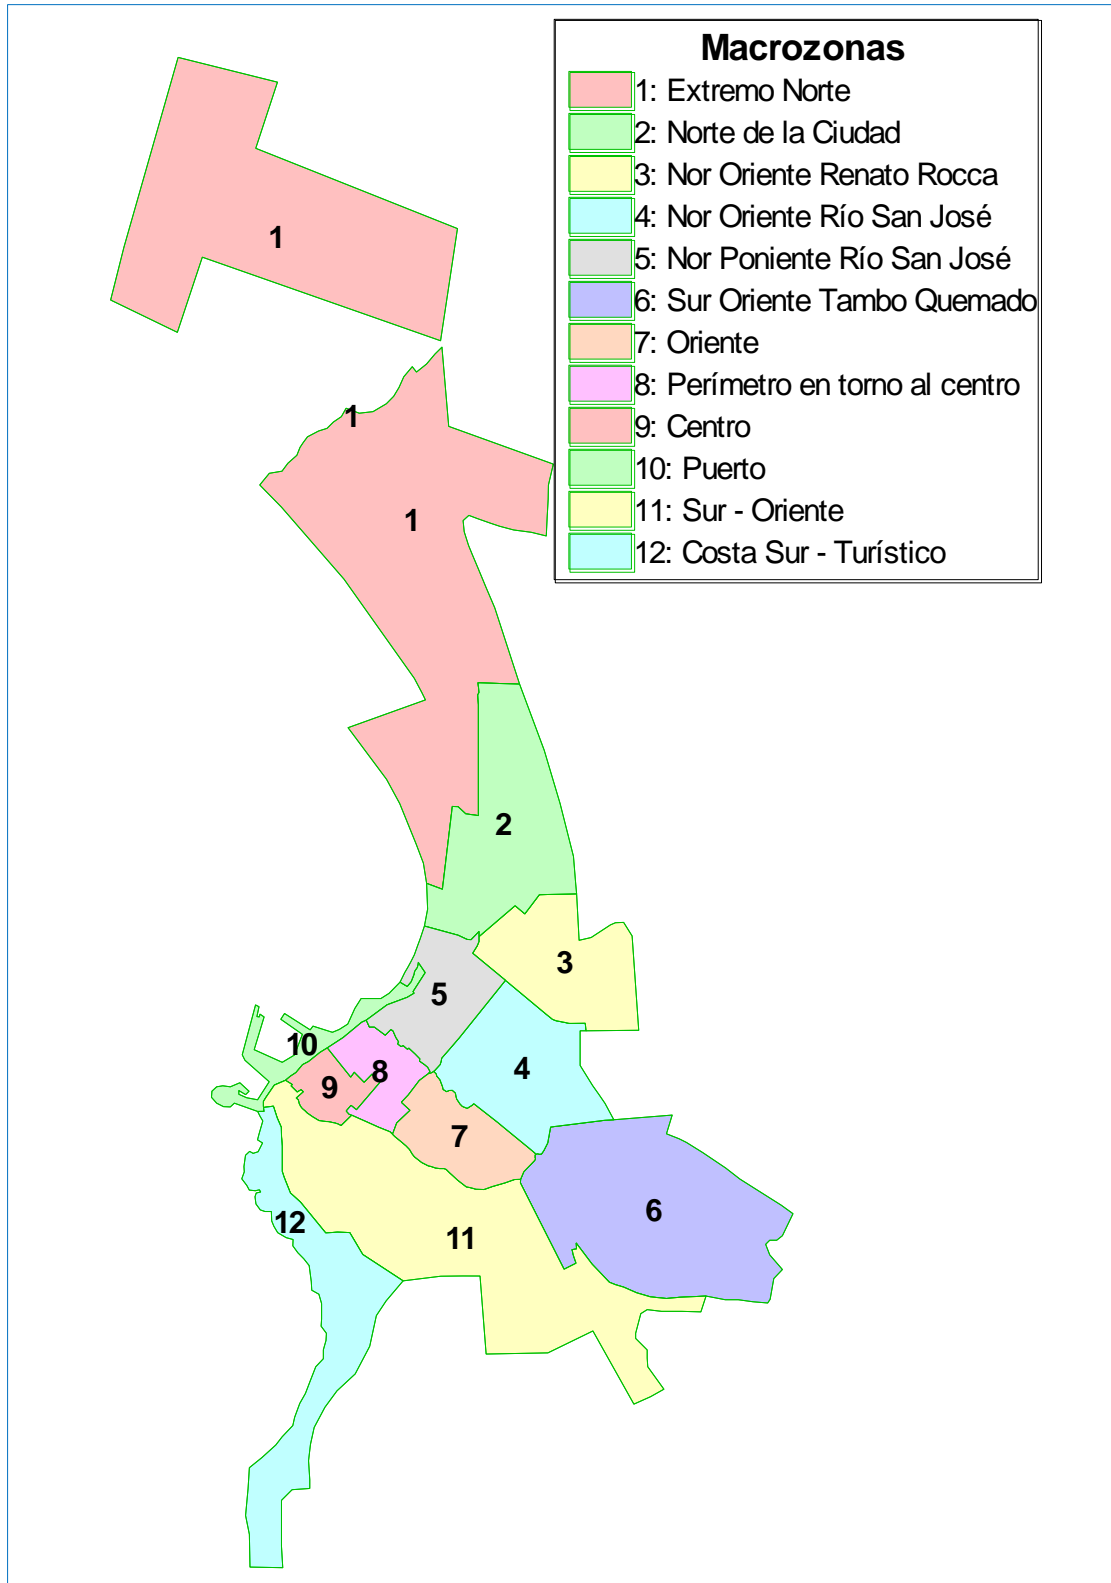 Macrozonas
1: Extremo Norte
2: Norte de la Ciudad
3: Nor Oriente Renato Rocca
4: Nor Oriente Río San José
5: Nor Poniente Río San José
6: Sur Oriente Tambo Quemado
7: Oriente
8: Perímetro en torno al centro
9: Centro
10: Puerto
11: Sur - Oriente
12: Costa Sur - Turístico
1
1
1
2
3
5
10
4
8
9
7
6
12
11